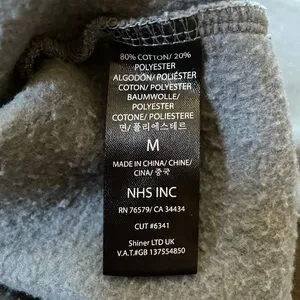 80% COTTON/ 20%
POLYESTER
ALGODÓN/ POLIÉSTER
COTON/ POLYESTER
BAUMWOLLE/
POLYESTER
COTONE/ POLIESTERE
면/ 폴리에스테르
M
MADE IN CHINA/ CHINE/
CINA/ 중국
NHS INC
RN 76579/ CA 34434
CUT #6341
Shiner LTD UK
V.A.T.#GB 137554850